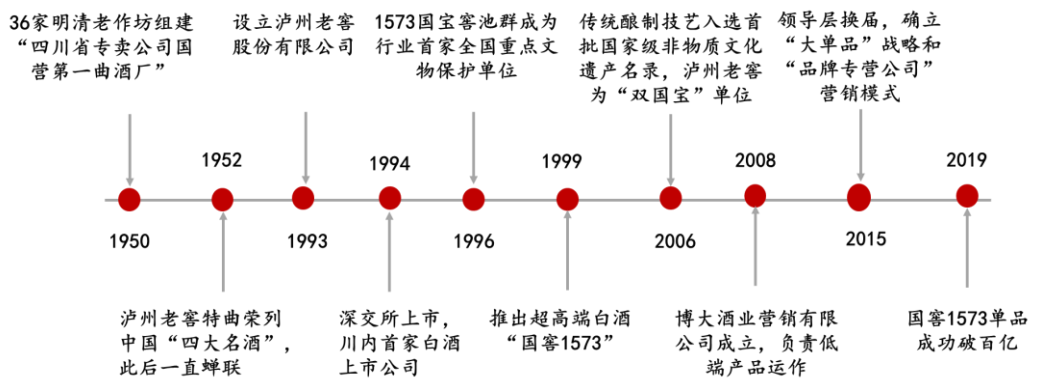 36家明清老作坊组建
“四川省专卖公司国
营第一曲酒厂”
设立泸州老窖
股份有限公司
1573国宝窖池群成为
行业首家全国重点文
物保护单位
传统酿制技艺入选首
批国家级非物质文化
遗产名录，泸州老窖
为“双国宝”单位
领导层换届，确立
“大单品”战略和
“品牌专营公司”
营销模式
1952
1994
1999
2008
2019
1950
1993
1996
2006
2015
泸州老窖特曲荣列
中国“四大名酒”，
此后一直蝉联
深交所上市，
川内首家白酒
上市公司
推出超高端白酒
“国窖1573”
博大酒业营销有限
公司成立，负责低
端产品运作
国窖1573单品
成功破百亿